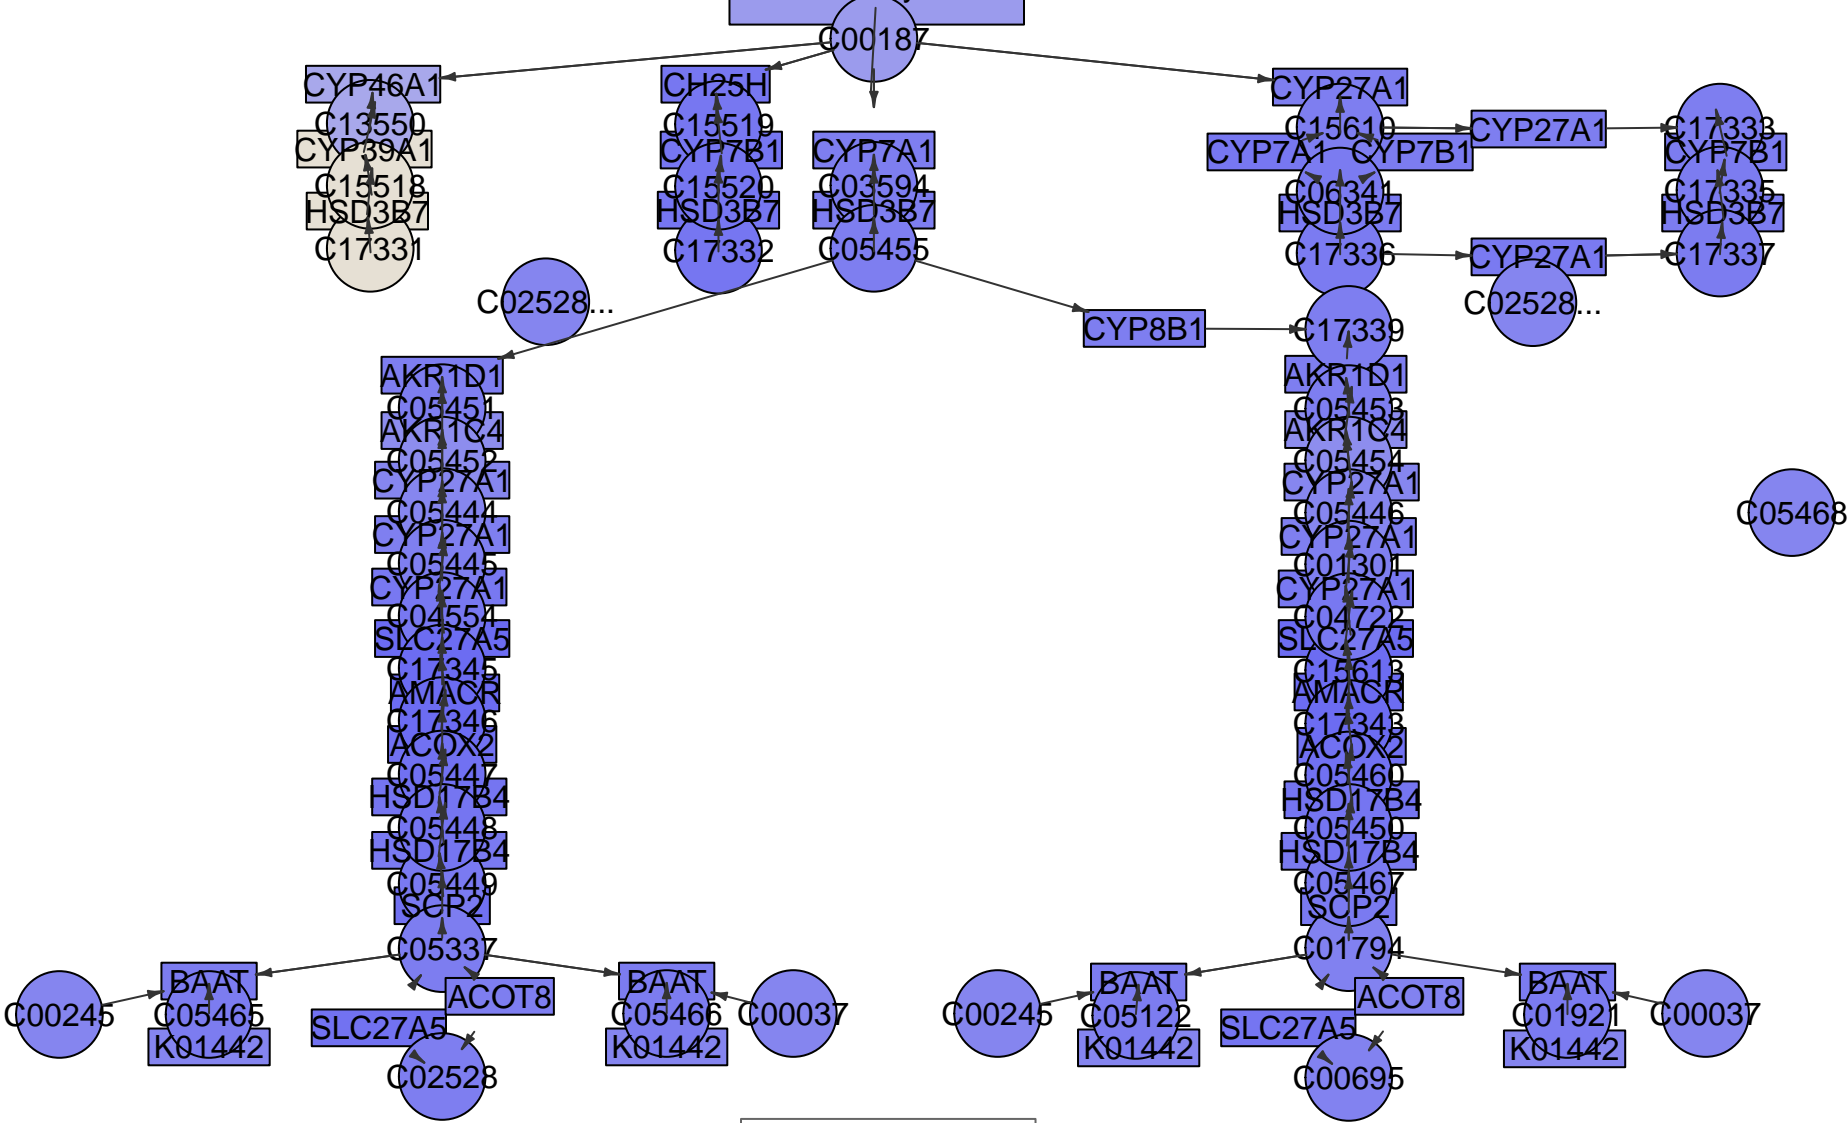 C00187
CYP46A1
CH25H
CYP27A1
C13550
C15519
C15610
CYP27A1
C17333
CYP39A1
CYP7B1
CYP7A1
CYP7A1
CYP7B1
CYP7B1
C15518
C15520
C03594
C06341
C17335
HSD3B7
HSD3B7
HSD3B7
HSD3B7
HSD3B7
C17331
C17332
C05455
C17336
CYP27A1
C17337
C02528...
C02528...
CYP8B1
C17339
AKR1D1
AKR1D1
C05451
C05453
AKR1C4
AKR1C4
C05452
C05454
CYP27A1
CYP27A1
C05444
C05446
C05468
CYP27A1
CYP27A1
C05445
C01301
CYP27A1
CYP27A1
C04554
C04722
SLC27A5
SLC27A5
C17345
C15613
AMACR
AMACR
C17346
C17343
ACOX2
ACOX2
C05447
C05460
HSD17B4
HSD17B4
C05448
C05450
HSD17B4
HSD17B4
C05449
C05467
SCP2
SCP2
C05337
C01794
BAAT
BAAT
BAAT
BAAT
ACOT8
ACOT8
C00245
C05465
C05466
C00037
C00245
C05122
C01921
C00037
SLC27A5
SLC27A5
K01442
K01442
K01442
K01442
C02528
C00695